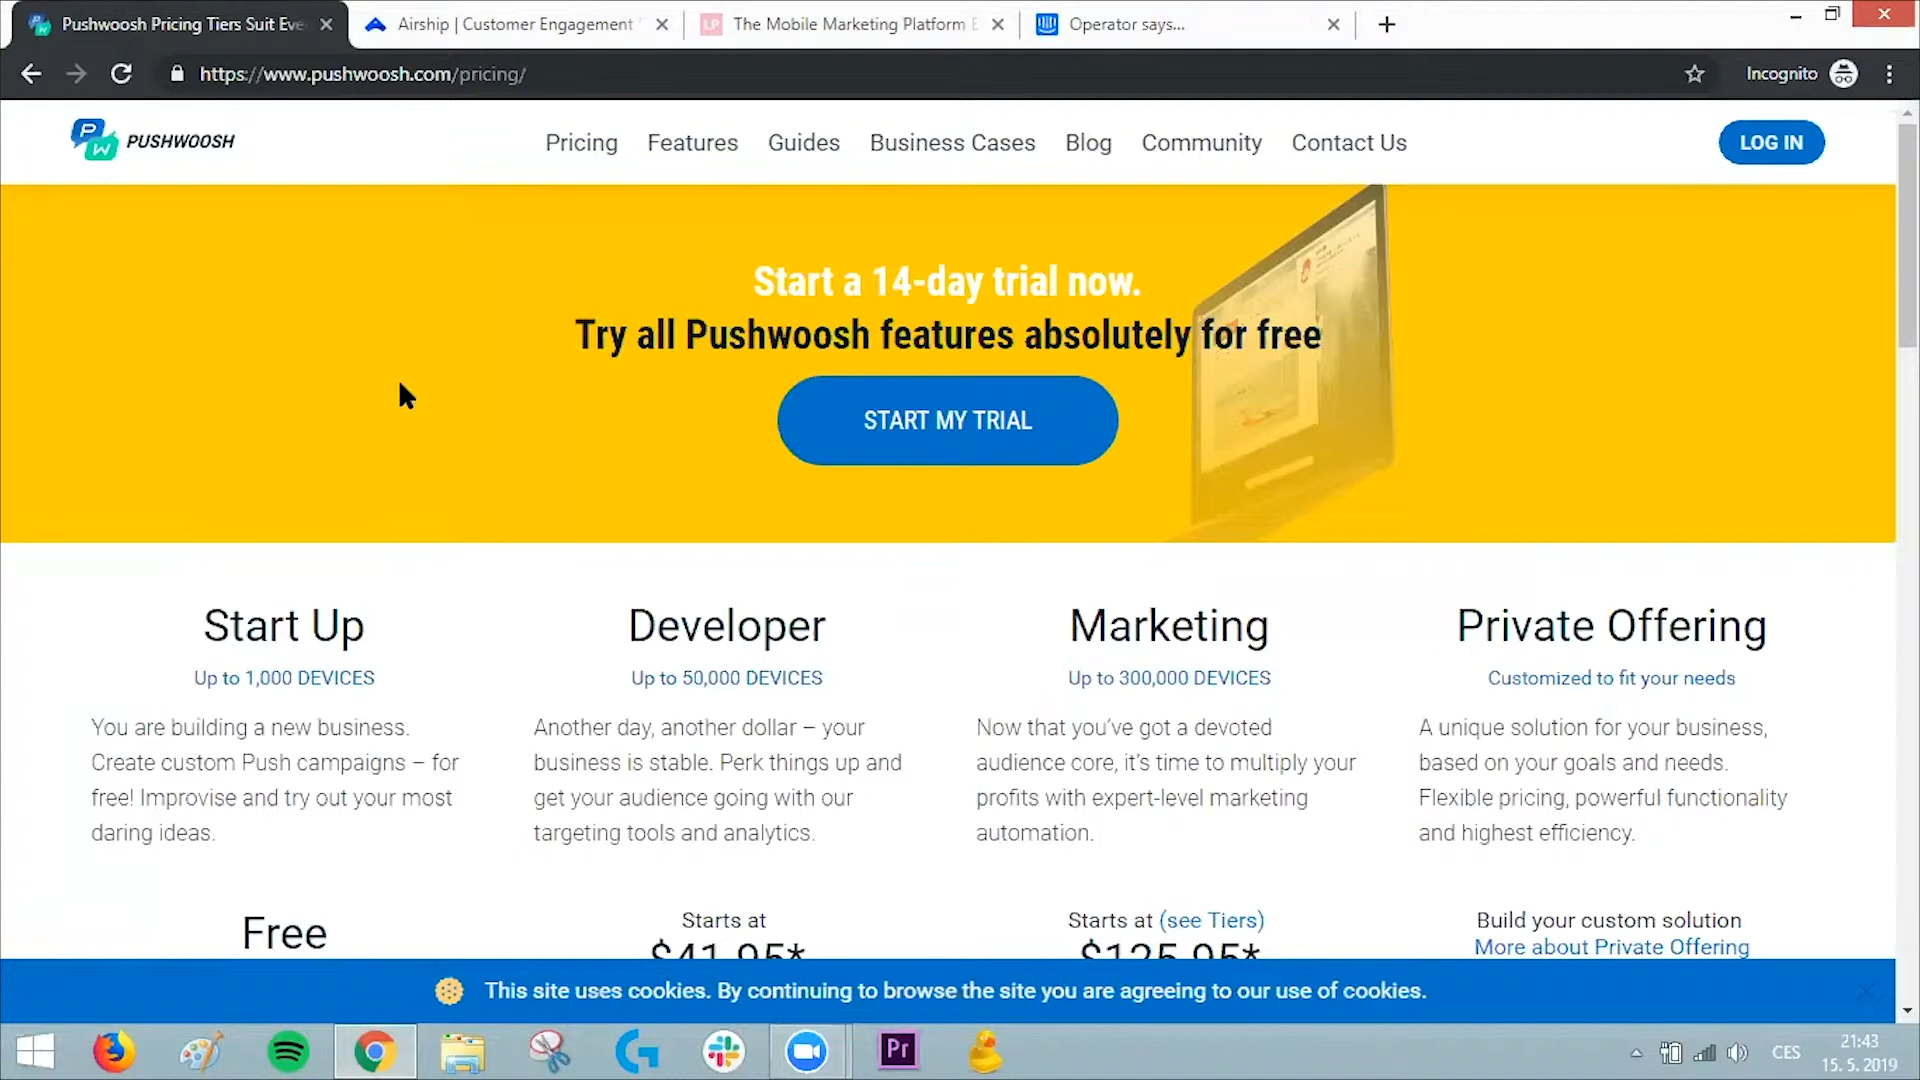 Pushwoosh Pricing Tiers Suit Eve
Airship | Customer Engagement
The Mobile Marketing Platform E
Operator says...
https://www.pushwoosh.com/pricing/
Incognito
PW
PUSHWOOSH
Pricing
Features
Guides
Business Cases
Blog
Community
Contact Us
LOG IN
Start a 14-day trial now.
Try all Pushwoosh features absolutely for free
START MY TRIAL
Start Up
Up to 1,000 DEVICES
You are building a new business.
Create custom Push campaigns – for
free! Improvise and try out your most
daring ideas.
Free
Developer
Up to 50,000 DEVICES
Another day, another dollar – your
business is stable. Perk things up and
get your audience going with our
targeting tools and analytics.
Starts at
$41.95*
Marketing
Up to 300,000 DEVICES
Now that you’ve got a devoted
audience core, it’s time to multiply your
profits with expert-level marketing
automation.
Starts at (see Tiers)
$125.95*
Private Offering
Customized to fit your needs
A unique solution for your business,
based on your goals and needs.
Flexible pricing, powerful functionality
and highest efficiency.
Build your custom solution
More about Private Offering
This site uses cookies. By continuing to browse the site you are agreeing to our use of cookies.
Pr
CES
21:43
15. 5. 2019